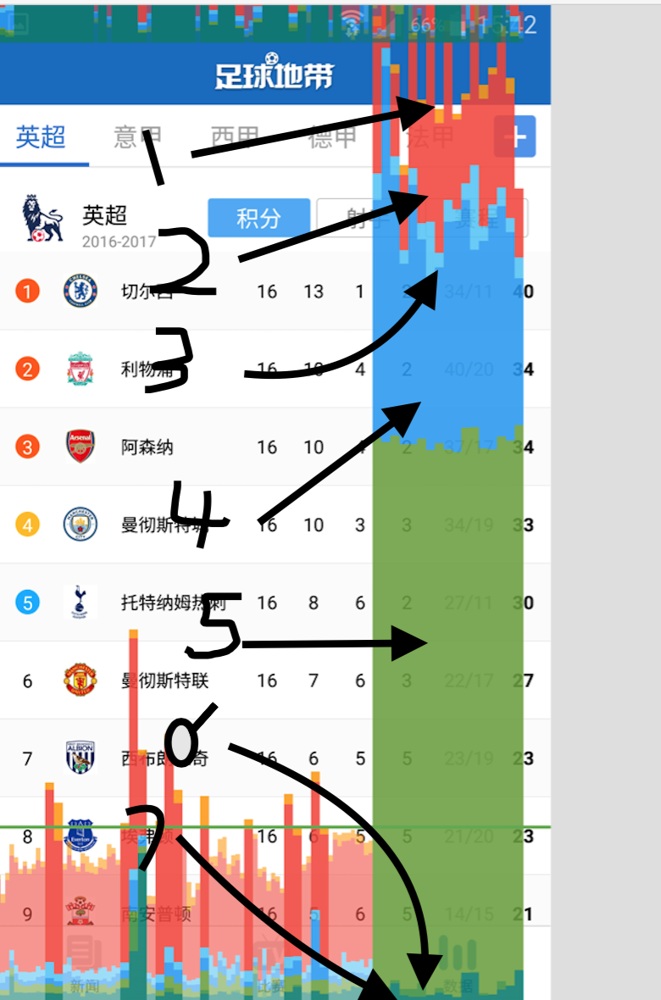 66% 15:42
足球地带
英超 意甲 西甲 德甲 法甲 +
1
英超 积分 射手 赛程
2016-2017
2
1 切尔西 16 13 1 2 34/11 40
3
2 利物浦 16 10 4 2 40/20 34
3 阿森纳 16 10 4 2 37/17 34
4
4 曼彻斯特城 16 10 3 3 34/19 33
5 托特纳姆热刺 16 8 6 2 27/11 30
5
6 曼彻斯特联 16 7 6 3 22/17 27
6
7 西布朗维奇 16 6 5 5 23/19 23
7
8 埃弗顿 16 6 5 5 21/20 23
9 南安普顿 16 5 6 5 14/15 21
新闻 比赛 数据